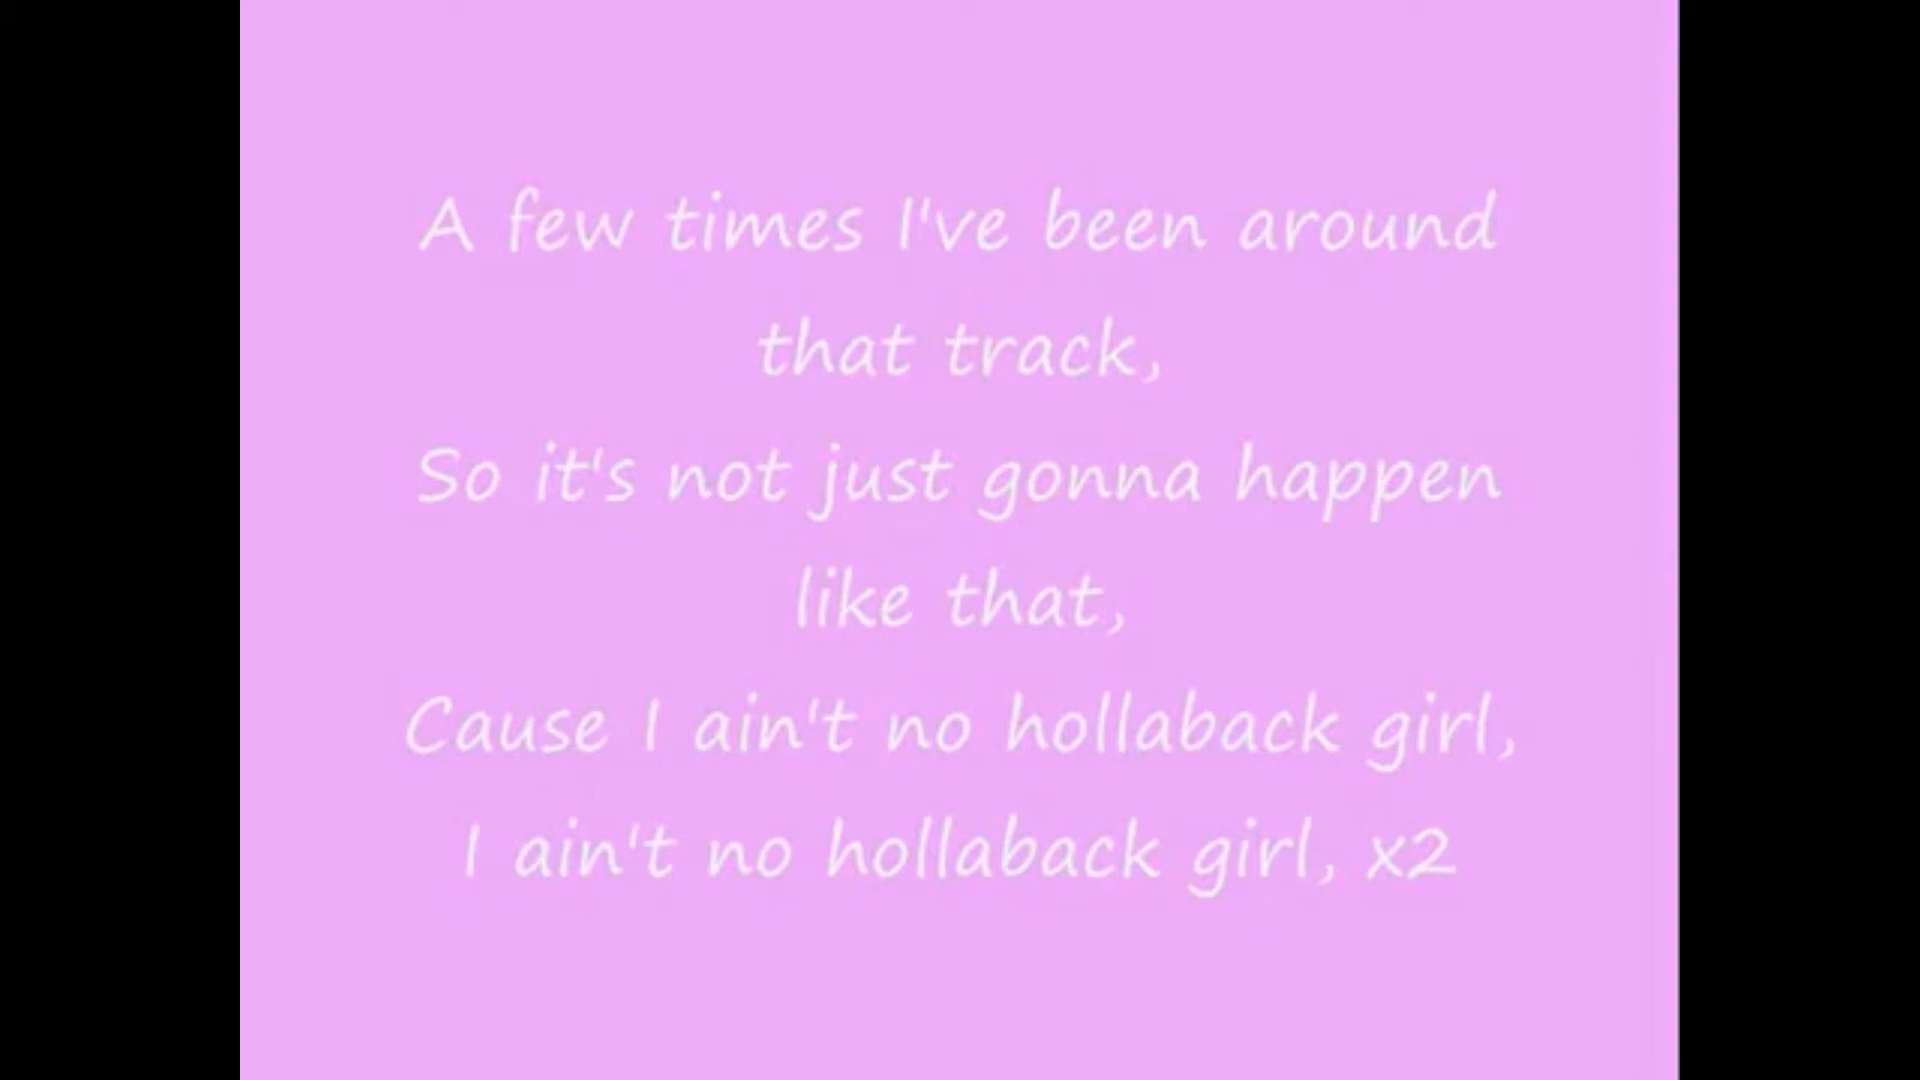 A few times I've been around
that track,
So it's not just gonna happen
like that,
Cause I ain't no hollaback girl,
I ain't no hollaback girl, x2